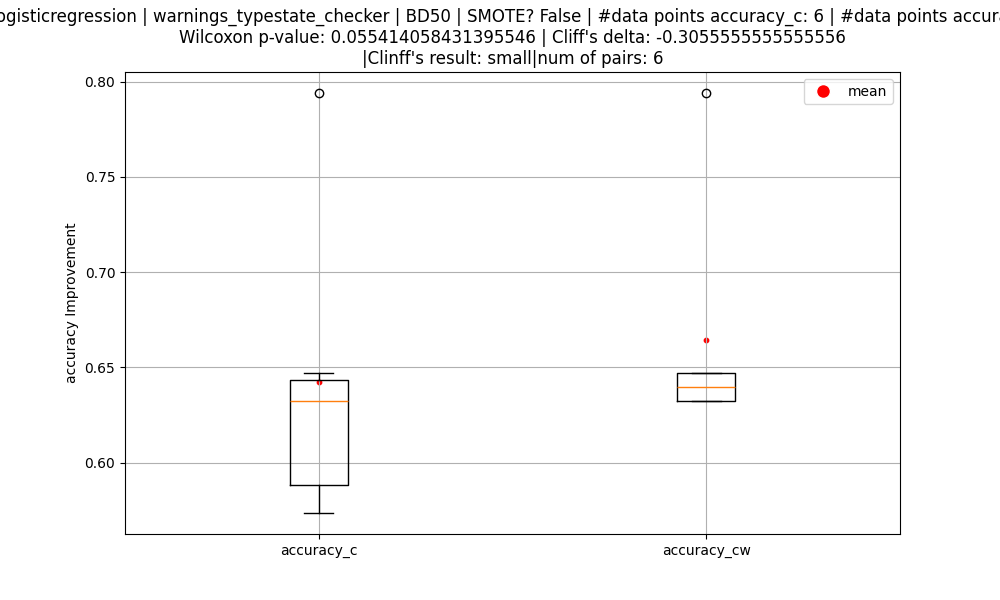 ogisticregression | warnings_typestate_checker | BD50 | SMOTE? False | #data points accuracy_c: 6 | #data points accura
Wilcoxon p-value: 0.055414058431395546 | Cliff's delta: -0.3055555555555556
|Clinff's result: small|num of pairs: 6
mean
0.80
0.75
0.70
0.65
0.60
accuracy Improvement
accuracy_c
accuracy_cw